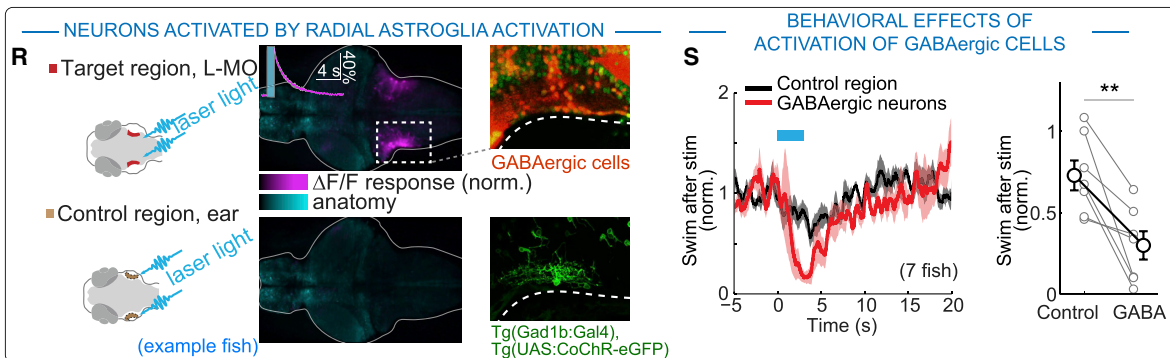 NEURONS ACTIVATED BY RADIAL ASTROGLIA ACTIVATION
R
Target region, L-MO
laser light
4 s
40%
GABAergic cells
ΔF/F response (norm.)
anatomy
Control region, ear
laser light
(example fish)
Tg(Gad1b:Gal4),
Tg(UAS:CoChR-eGFP)
BEHAVIORAL EFFECTS OF
ACTIVATION OF GABAergic CELLS
S
Control region
GABAergic neurons
Swim after stim
(norm.)
2
1
0
(7 fish)
-5 0 5 10 15 20
Time (s)
**
Swim after stim
(norm.)
1
0.5
0
Control
GABA